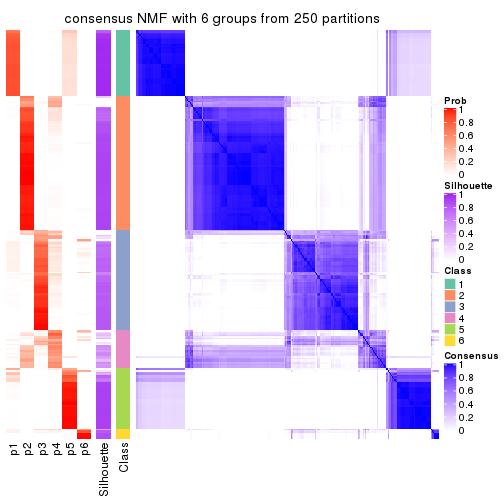 consensus NMF with 6 groups from 250 partitions
Prob
1
0.8
0.6
0.4
0.2
0
Silhouette
1
0.8
0.6
0.4
0.2
0
Class
1
2
3
4
5
6
Consensus
1
0.8
0.6
0.4
0.2
0
p1
p2
p3
p4
p5
p6
Silhouette
Class